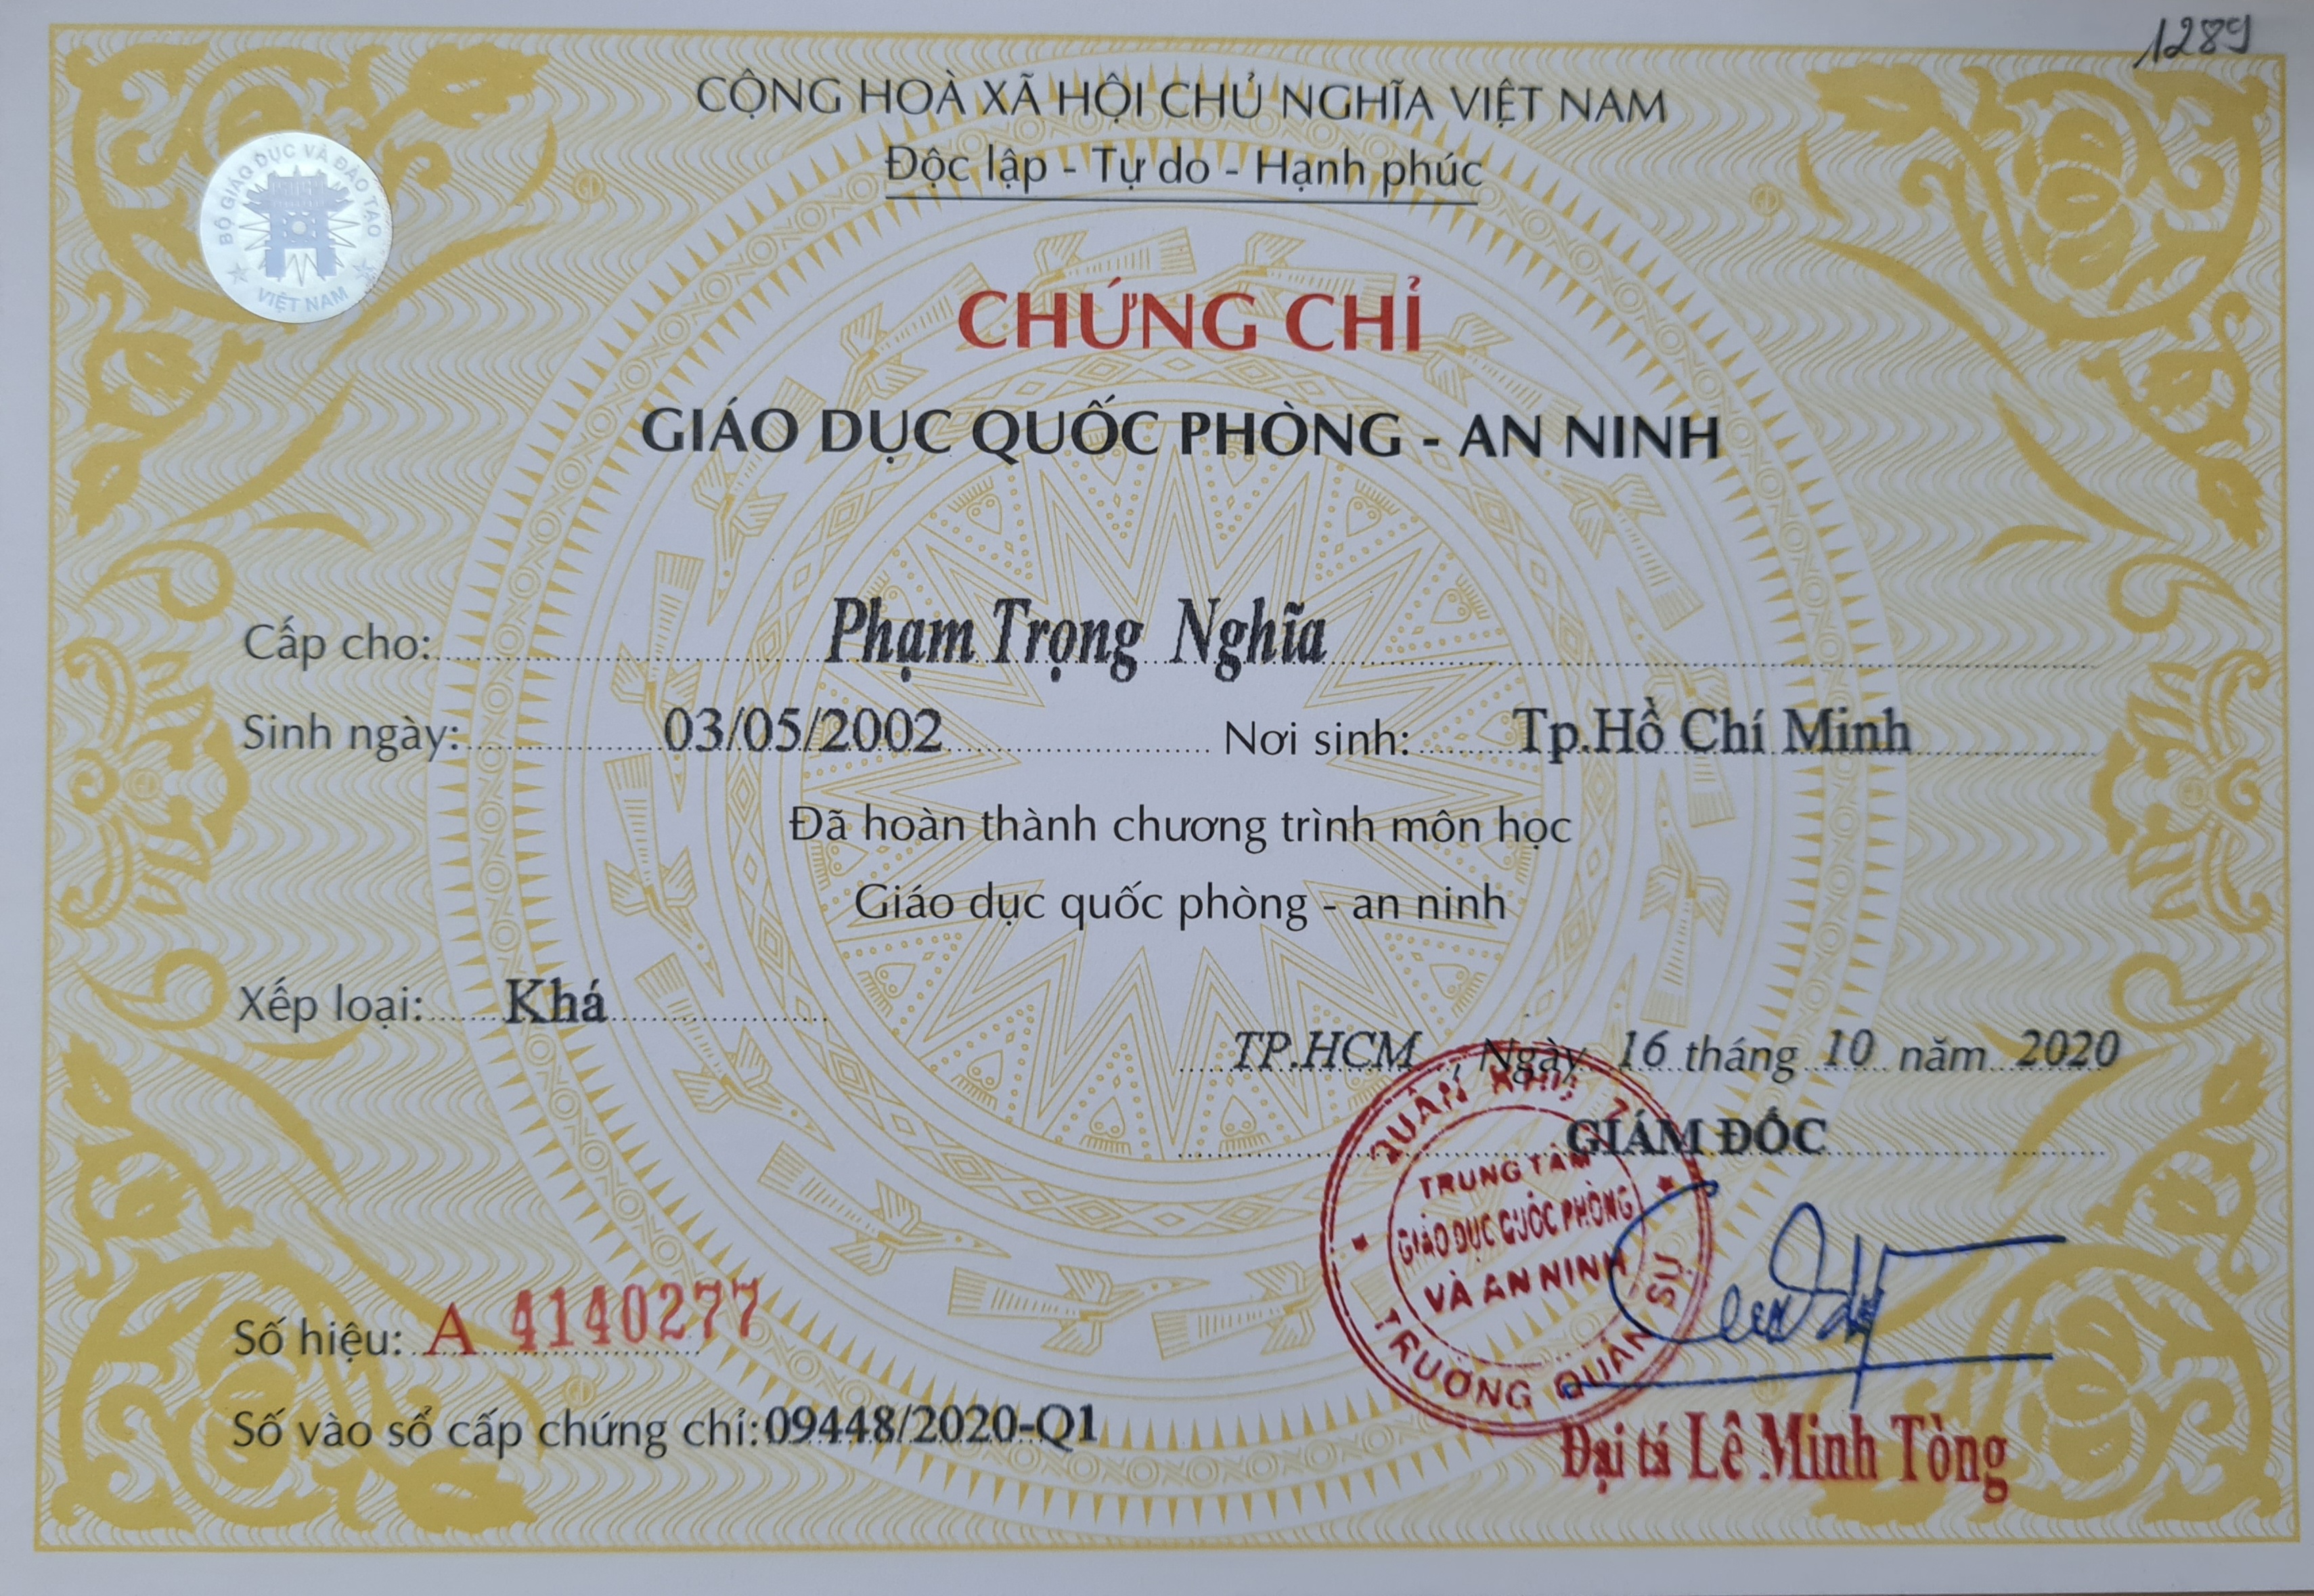 1289
CỘNG HOÀ XÃ HỘI CHỦ NGHĨA VIỆT NAM
Độc lập - Tự do - Hạnh phúc
BỘ GIÁO DỤC VÀ ĐÀO TẠO
VIỆT NAM
CHỨNG CHỈ
GIÁO DỤC QUỐC PHÒNG - AN NINH
Cấp cho: Phạm Trọng Nghĩa
Sinh ngày: 03/05/2002 Nơi sinh: Tp.Hồ Chí Minh
Đã hoàn thành chương trình môn học
Giáo dục quốc phòng - an ninh
Xếp loại: Khá
TP.HCM, Ngày 16 tháng 10 năm 2020
GIÁM ĐỐC
QUÂN KHU 7
TRUNG TÂM
GIÁO DỤC QUỐC PHÒNG
VÀ AN NINH
TRƯỜNG QUÂN SỰ
Số hiệu: A 4140277
Số vào sổ cấp chứng chỉ: 09448/2020-Q1
Đại tá Lê Minh Tòng